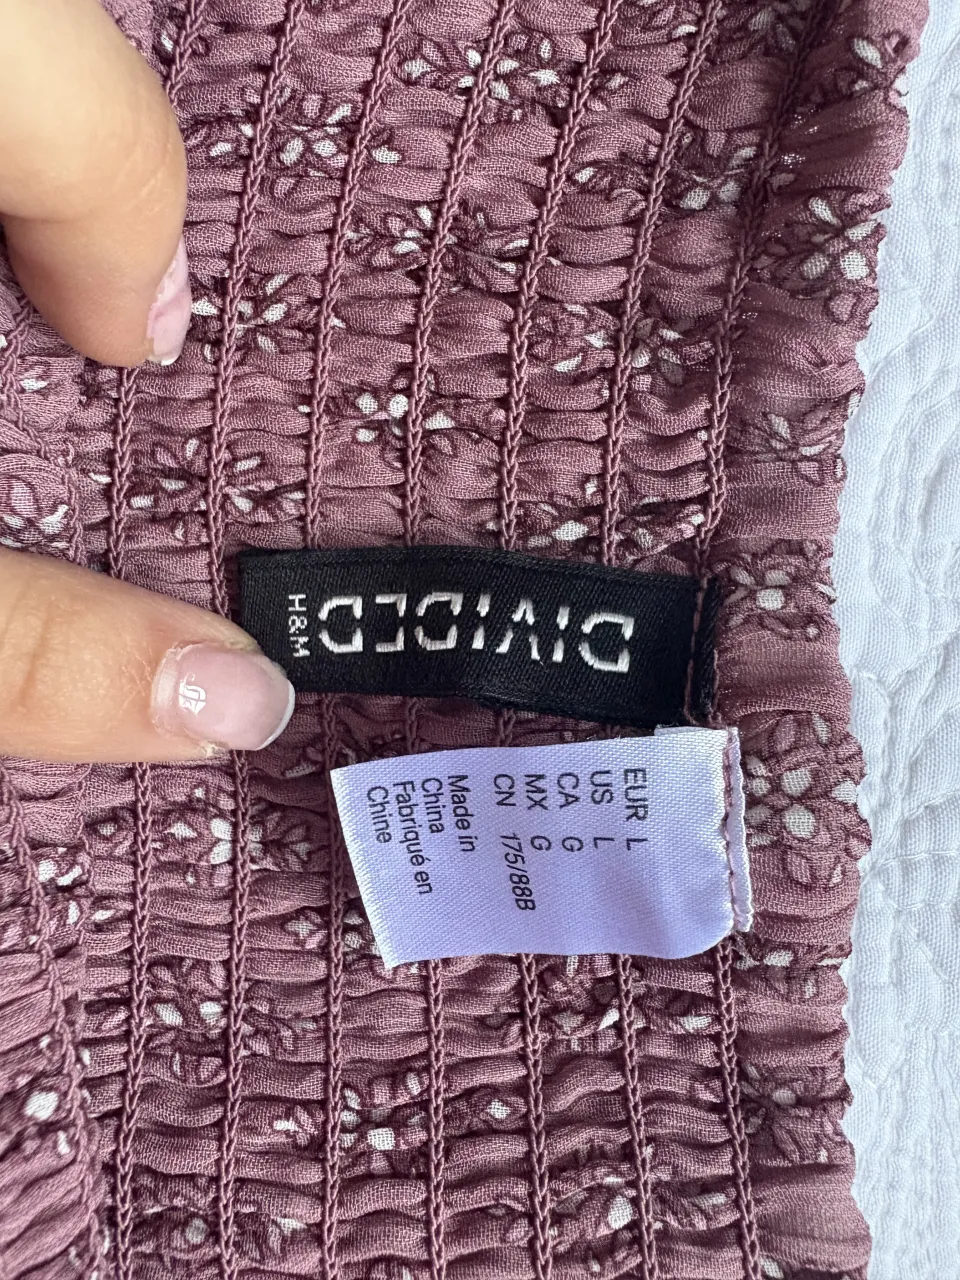 DIVIDED
H&M
EUR L
US L
CA G
MX G
CN 175/88B
Made in
China
Fabriqué en
Chine